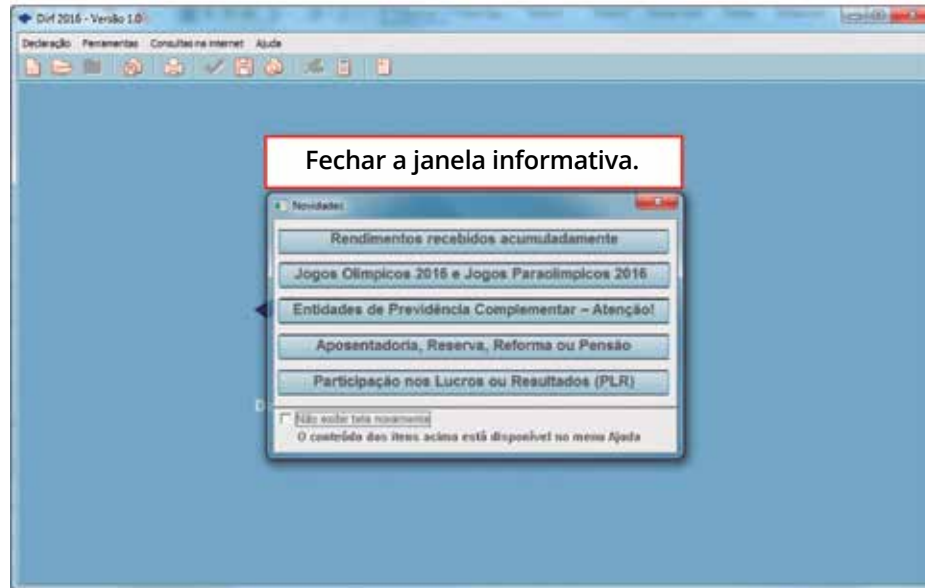 Dirf 2016 - Versão 1.0
Declaração Ferramentas Consultas na internet Ajuda
Fechar a janela informativa.
Novidades
Rendimentos recebidos acumuladamente
Jogos Olímpicos 2016 e Jogos Paraolímpicos 2016
Entidades de Previdência Complementar – Atenção!
Aposentadoria, Reserva, Reforma ou Pensão
Participação nos Lucros ou Resultados (PLR)
D
Não exibir tela novamente
O conteúdo dos itens acima está disponível no menu Ajuda